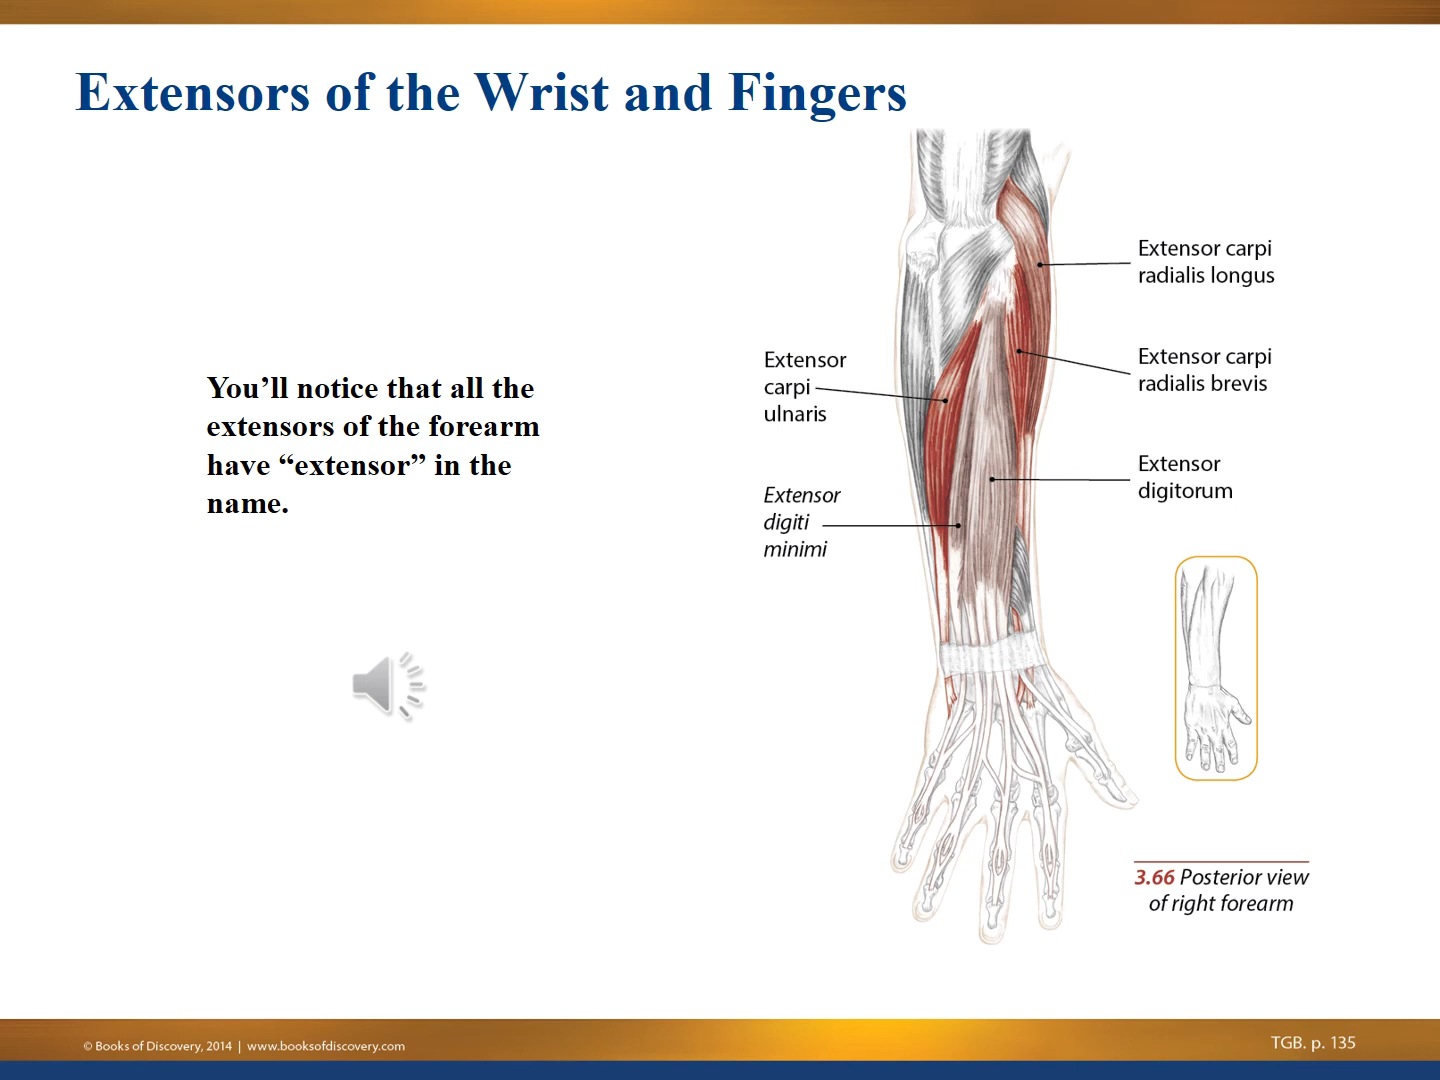 Extensors of the Wrist and Fingers
You’ll notice that all the
extensors of the forearm
have “extensor” in the
name.
Extensor carpi
radialis longus
Extensor
carpi
ulnaris
Extensor carpi
radialis brevis
Extensor
digitorum
Extensor
digiti
minimi
3.66 Posterior view
of right forearm
© Books of Discovery, 2014 | www.booksofdiscovery.com
TGB. p. 135